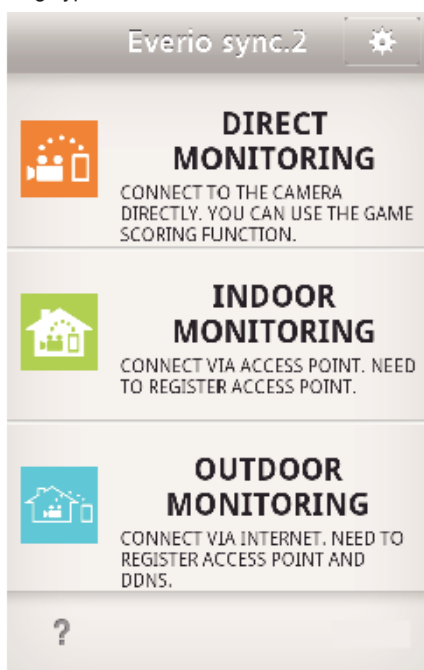 Everio sync.2
DIRECT
MONITORING
CONNECT TO THE CAMERA
DIRECTLY. YOU CAN USE THE GAME
SCORING FUNCTION.
INDOOR
MONITORING
CONNECT VIA ACCESS POINT. NEED
TO REGISTER ACCESS POINT.
OUTDOOR
MONITORING
CONNECT VIA INTERNET. NEED TO
REGISTER ACCESS POINT AND
DDNS.
?